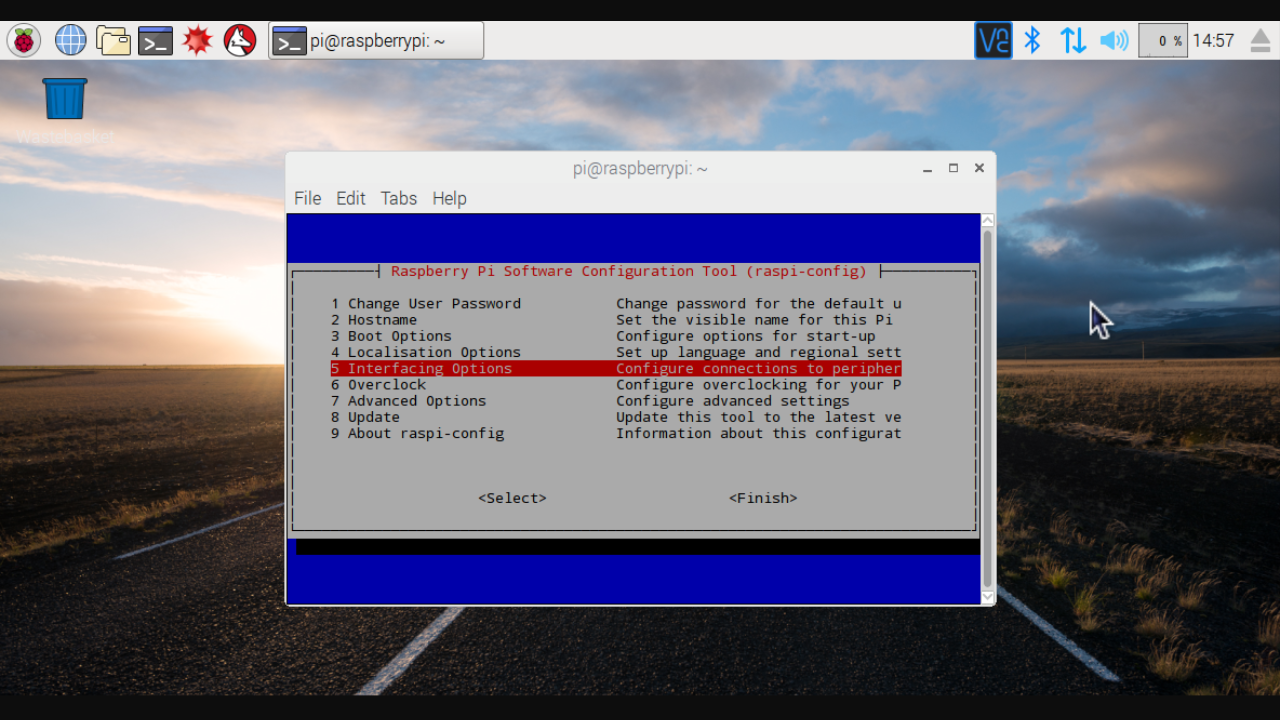 pi@raspberrypi: ~
0 %
14:57
Wastebasket
pi@raspberrypi: ~
File Edit Tabs Help
Raspberry Pi Software Configuration Tool (raspi-config)
1 Change User Password Change password for the default u
2 Hostname Set the visible name for this Pi
3 Boot Options Configure options for start-up
4 Localisation Options Set up language and regional sett
5 Interfacing Options Configure connections to peripher
6 Overclock Configure overclocking for your P
7 Advanced Options Configure advanced settings
8 Update Update this tool to the latest ve
9 About raspi-config Information about this configurat
<Select> <Finish>